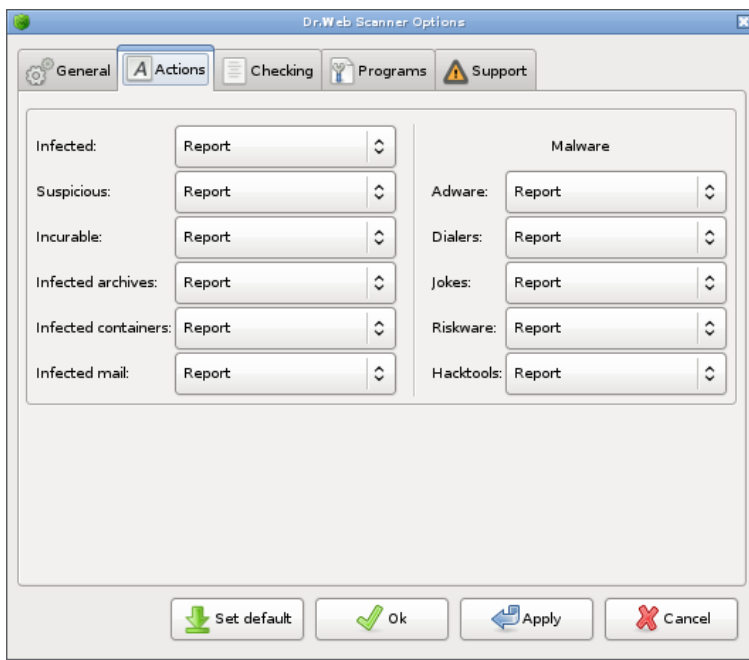 Dr.Web Scanner Options
General
A Actions
Checking
Programs
Support
Infected: Report
Suspicious: Report
Incurable: Report
Infected archives: Report
Infected containers: Report
Infected mail: Report
Malware
Adware: Report
Dialers: Report
Jokes: Report
Riskware: Report
Hacktools: Report
Set default
Ok
Apply
Cancel